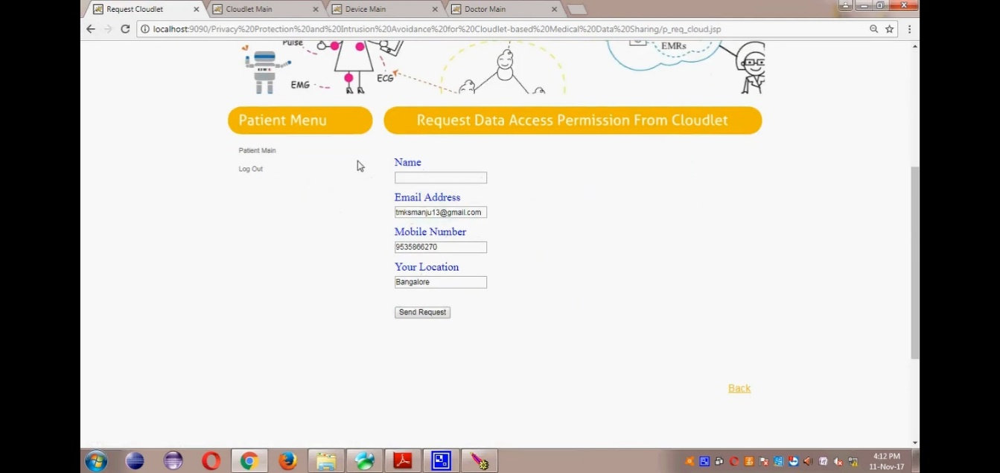 Request Cloudlet
Cloudlet Main
Device Main
Doctor Main
localhost:9090/Privacy%20Protection%20and%20Intrusion%20Avoidance%20for%20Cloudlet-based%20Medical%20Data%20Sharing/p_req_cloud.jsp
Pulse
EMRs
ECG
EMG
Patient Menu
Request Data Access Permission From Cloudlet
Patient Main
Log Out
Name
Email Address
tmksmanju13@gmail.com
Mobile Number
9535866270
Your Location
Bangalore
Send Request
Back
4:12 PM
11-Nov-17